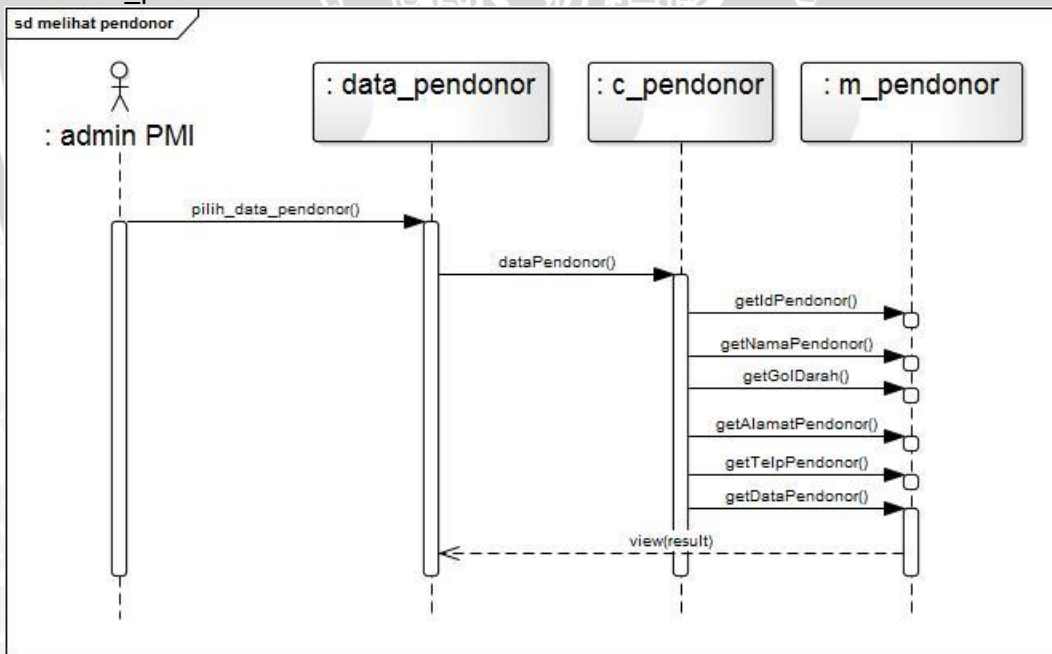 sd melihat pendonor
: admin PMI
: data_pendonor
: c_pendonor
: m_pendonor
pilih_data_pendonor()
dataPendonor()
getIdPendonor()
getNamaPendonor()
getGolDarah()
getAlamatPendonor()
getTelpPendonor()
getDataPendonor()
view(result)